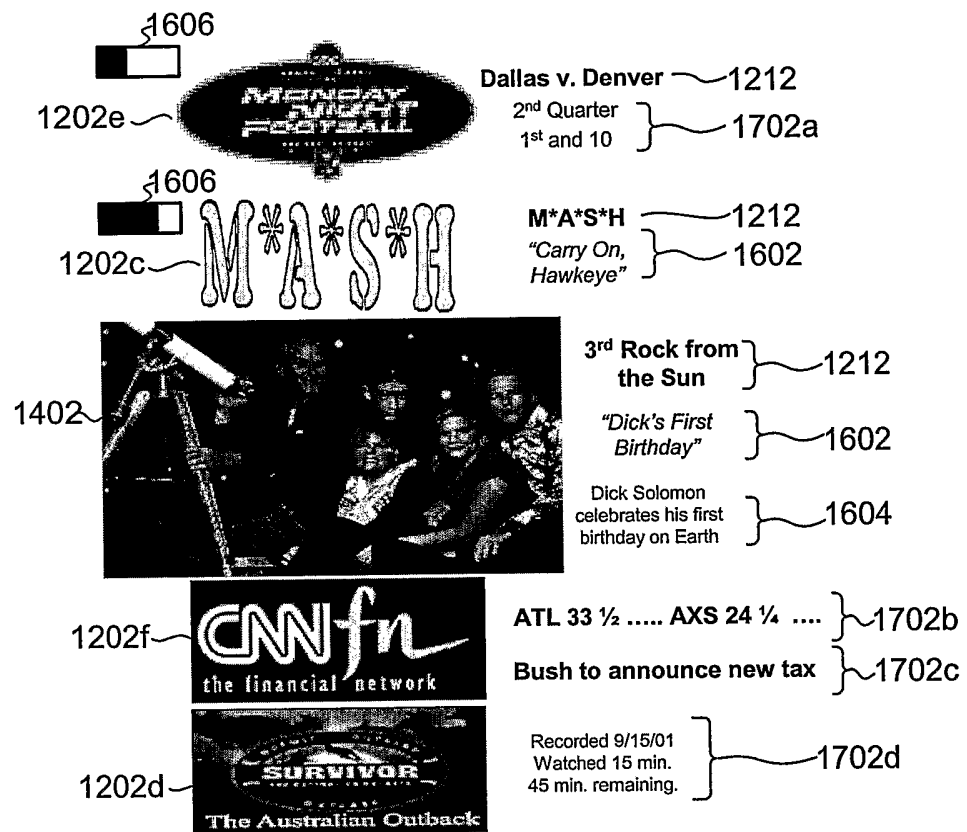 1606
1202e
MONDAY
NIGHT
FOOTBALL
Dallas v. Denver
1212
2nd Quarter
1st and 10
1702a
1606
1202c
M*A*S*H
M*A*S*H
1212
"Carry On,
Hawkeye"
1602
1402
3rd Rock from
the Sun
1212
"Dick's First
Birthday"
1602
Dick Solomon
celebrates his first
birthday on Earth
1604
1202f
CNNfn
the financial network
ATL 33 ½ ..... AXS 24 ¼ ....
1702b
Bush to announce new tax
1702c
1202d
SURVIVOR
The Australian Outback
Recorded 9/15/01
Watched 15 min.
45 min. remaining.
1702d